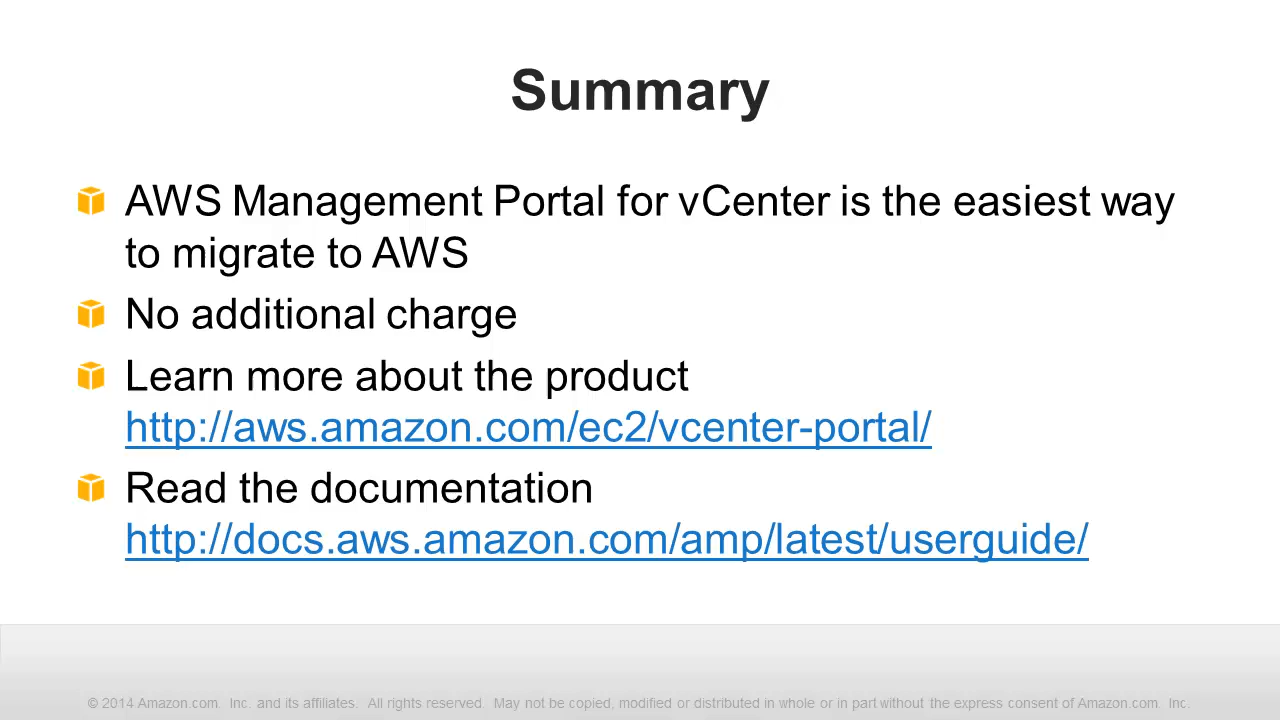 Summary
AWS Management Portal for vCenter is the easiest way
to migrate to AWS
No additional charge
Learn more about the product
http://aws.amazon.com/ec2/vcenter-portal/
Read the documentation
http://docs.aws.amazon.com/amp/latest/userguide/
© 2014 Amazon.com. Inc. and its affiliates. All rights reserved. May not be copied, modified or distributed in whole or in part without the express consent of Amazon.com. Inc.